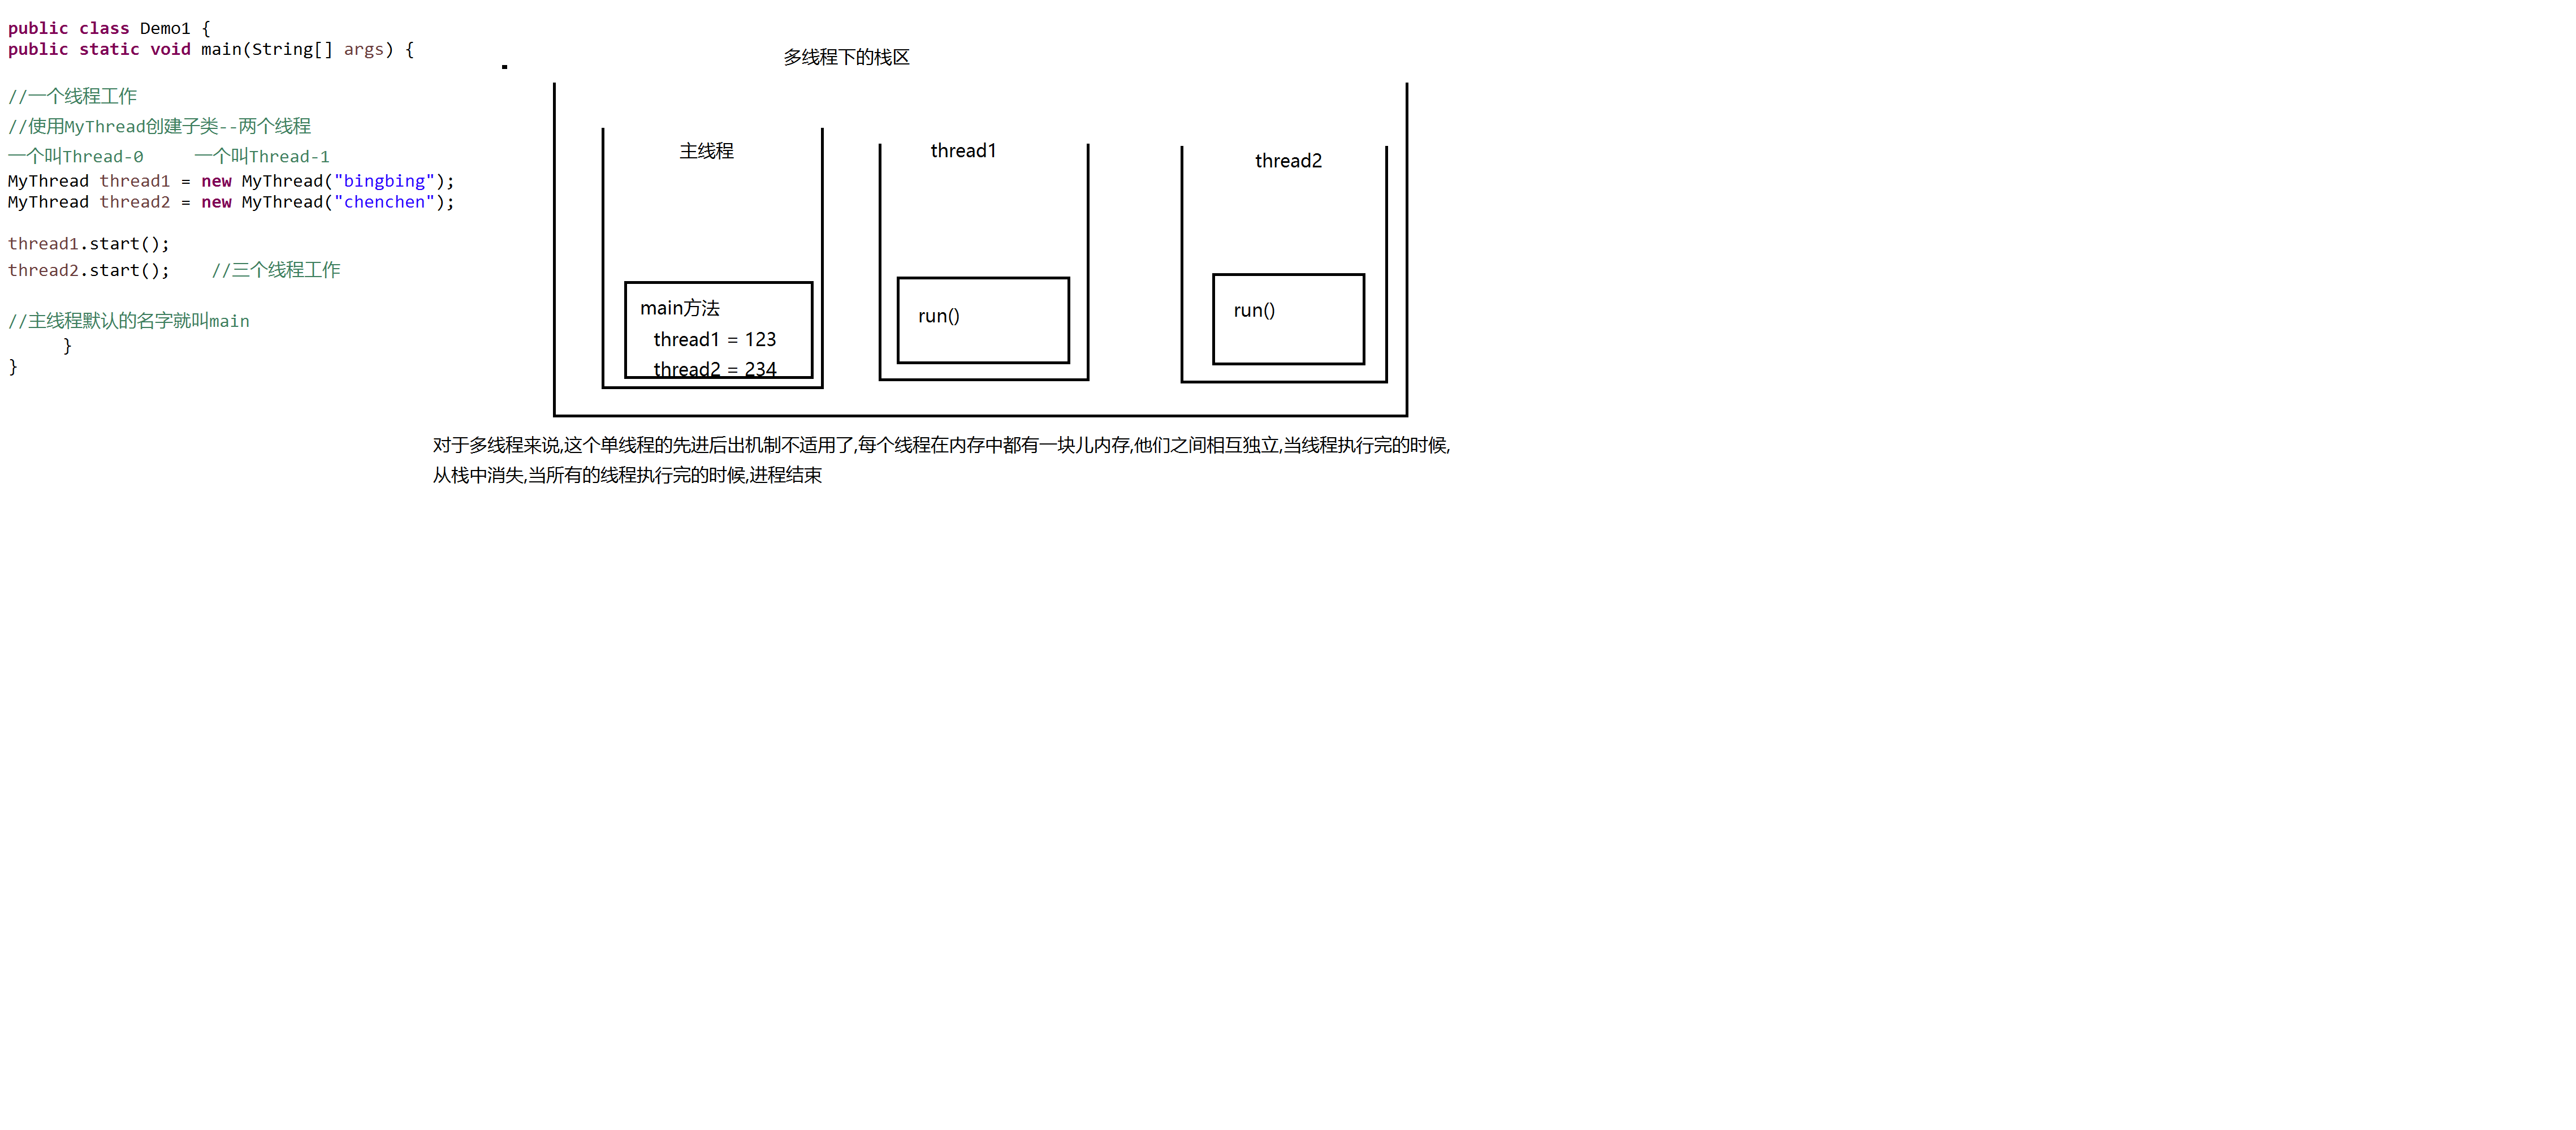 public class Demo1 {
public static void main(String[] args) {
//一个线程工作
//使用MyThread创建子类--两个线程
一个叫Thread-0     一个叫Thread-1
MyThread thread1 = new MyThread("bingbing");
MyThread thread2 = new MyThread("chenchen");
thread1.start();
thread2.start();    //三个线程工作
//主线程默认的名字就叫main
}
}
多线程下的栈区
主线程
main方法
thread1 = 123
thread2 = 234
thread1
run()
thread2
run()
对于多线程来说,这个单线程的先进后出机制不适用了,每个线程在内存中都有一块儿内存,他们之间相互独立,当线程执行完的时候,
从栈中消失,当所有的线程执行完的时候,进程结束